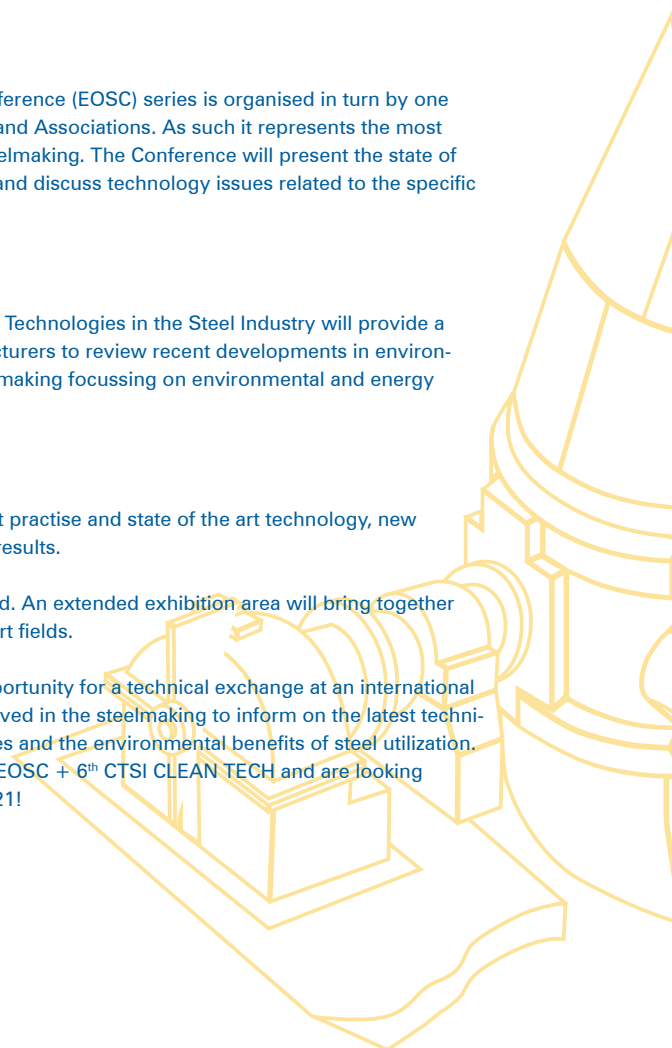 ference (EOSC) series is organised in turn by one
and Associations. As such it represents the most
elmaking. The Conference will present the state of
and discuss technology issues related to the specific
Technologies in the Steel Industry will provide a
cturers to review recent developments in environ-
making focussing on environmental and energy
t practise and state of the art technology, new
results.
d. An extended exhibition area will bring together
rt fields.
portunity for a technical exchange at an international
ved in the steelmaking to inform on the latest techni-
es and the environmental benefits of steel utilization.
EOSC + 6th CTSI CLEAN TECH and are looking
21!